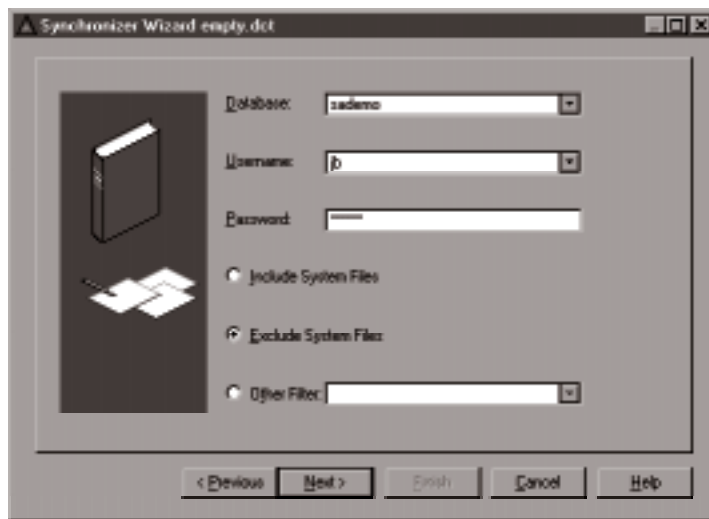 Synchronizer Wizard empty.dct
Database: sademo
Username: jb
Password:
Include System Files
Exclude System Files
Other Filter:
< Previous Next > Finish Cancel Help